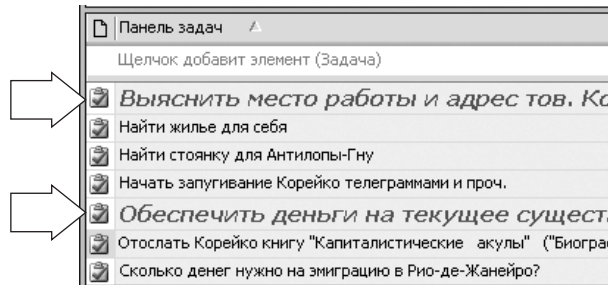 Панель задач
Щелчок добавит элемент (Задача)
Выяснить место работы и адрес тов. Ко
Найти жилье для себя
Найти стоянку для Антилопы-Гну
Начать запугивание Корейко телеграммами и проч.
Обеспечить деньги на текущее сущест
Отослать Корейко книгу "Капиталистические акулы" ("Биограф
Сколько денег нужно на эмиграцию в Рио-де-Жанейро?